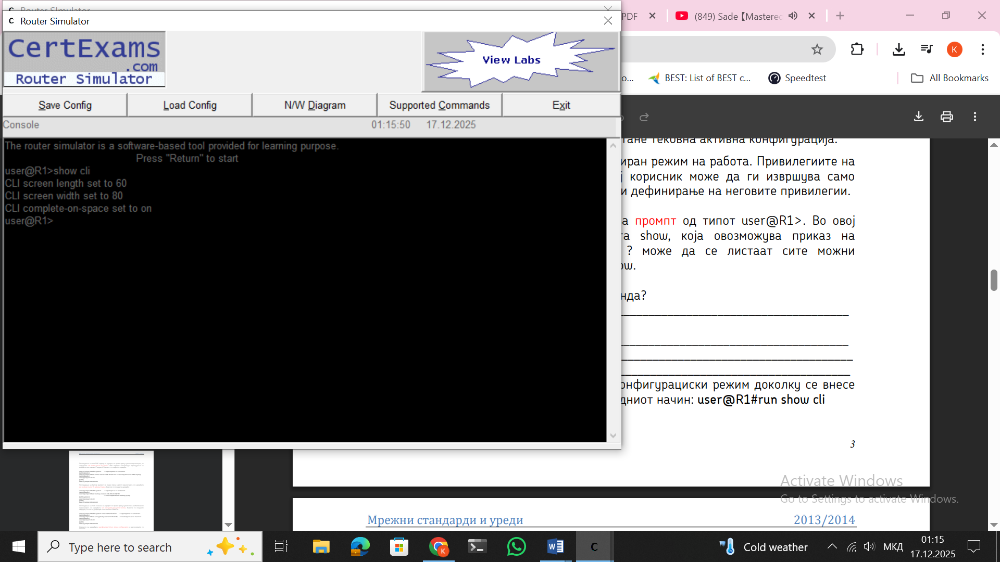 Router Simulator
CertExams
.com
Router Simulator
View Labs
Save Config
Load Config
N/W Diagram
Supported Commands
Exit
Console
01:15:50
17.12.2025
The router simulator is a software-based tool provided for learning purpose.
Press "Return" to start
user@R1>show cli
CLI screen length set to 60
CLI screen width set to 80
CLI complete-on-space set to on
user@R1>
PDF
(849) Sade【Mastered
K
o...
BEST: List of BEST c...
Speedtest
All Bookmarks
тековна активна конфигурација.
иран режим на работа. Привилегиите на
корисник може да ги извршува само
и дефинирање на неговите привилегии.
а промпт од типот user@R1>. Во овој
та show, која овозможува приказ на
? може да се листаат сите можни
ow.
нда?
онфигурациски режим доколку се внесе
дниот начин: user@R1#run show cli
3
Activate Windows
Go to Settings to activate Windows.
Мрежни стандарди и уреди 2013/2014
Type here to search
Cold weather
МКД
01:15
17.12.2025